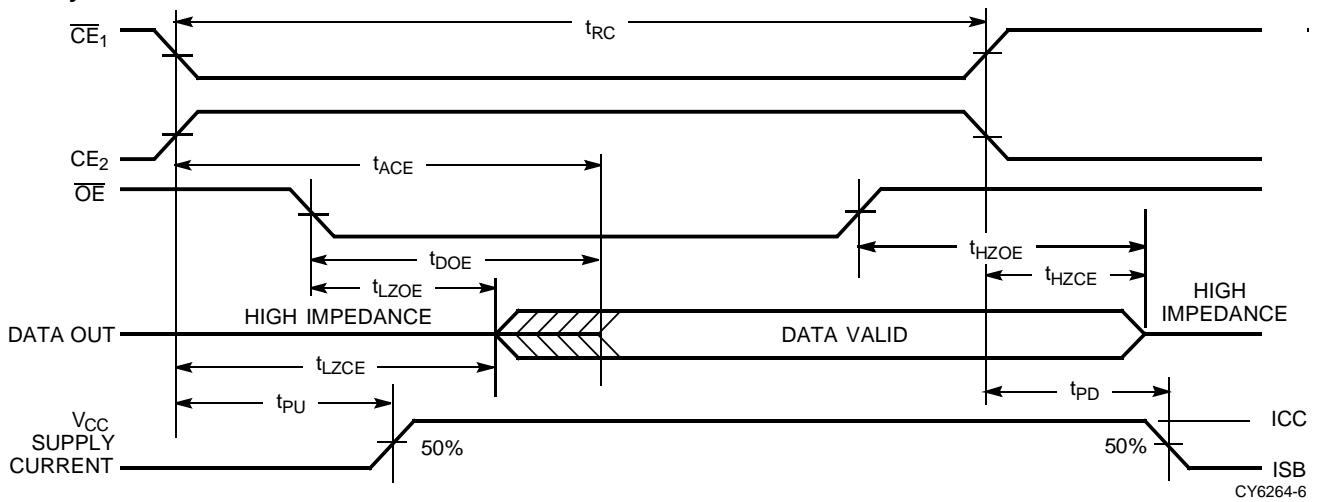 CE1
tRC
CE2
tACE
OE
tHZOE
tDOE
tHZCE
tLZOE
HIGH IMPEDANCE
HIGH
IMPEDANCE
DATA OUT
DATA VALID
tLZCE
tPU
tPD
VCC
SUPPLY
CURRENT
50%
50%
ICC
ISB
CY6264-6